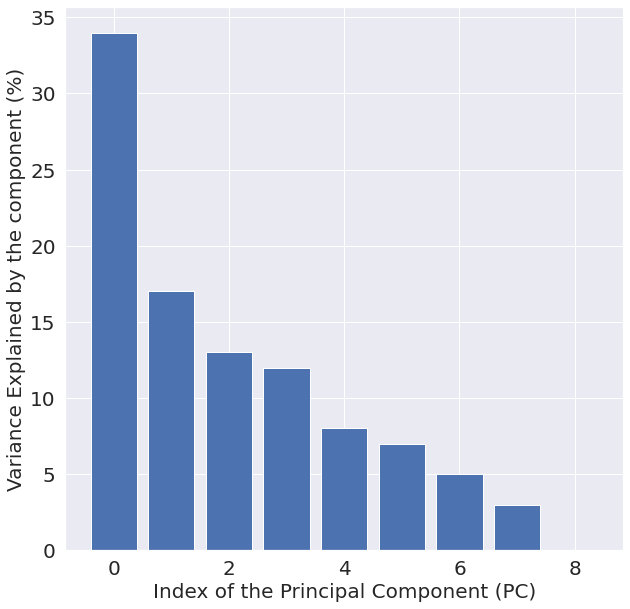 35
30
25
20
15
10
5
0
Variance Explained by the component (%)
0 2 4 6 8
Index of the Principal Component (PC)